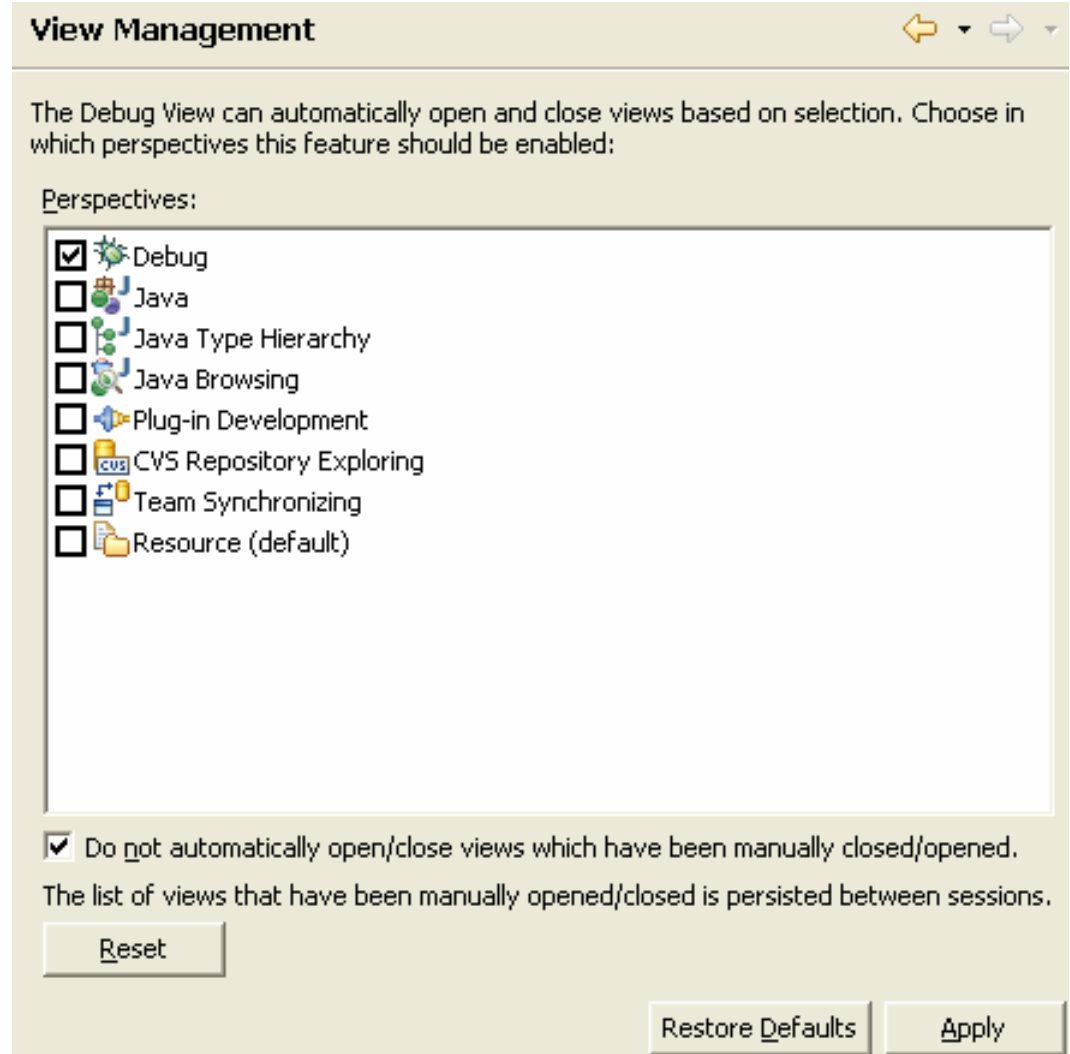 View Management
The Debug View can automatically open and close views based on selection. Choose in
which perspectives this feature should be enabled:
Perspectives:
Debug
Java
Java Type Hierarchy
Java Browsing
Plug-in Development
CVS
CVS Repository Exploring
Team Synchronizing
Resource (default)
Do not automatically open/close views which have been manually closed/opened.
The list of views that have been manually opened/closed is persisted between sessions.
Reset
Restore Defaults
Apply